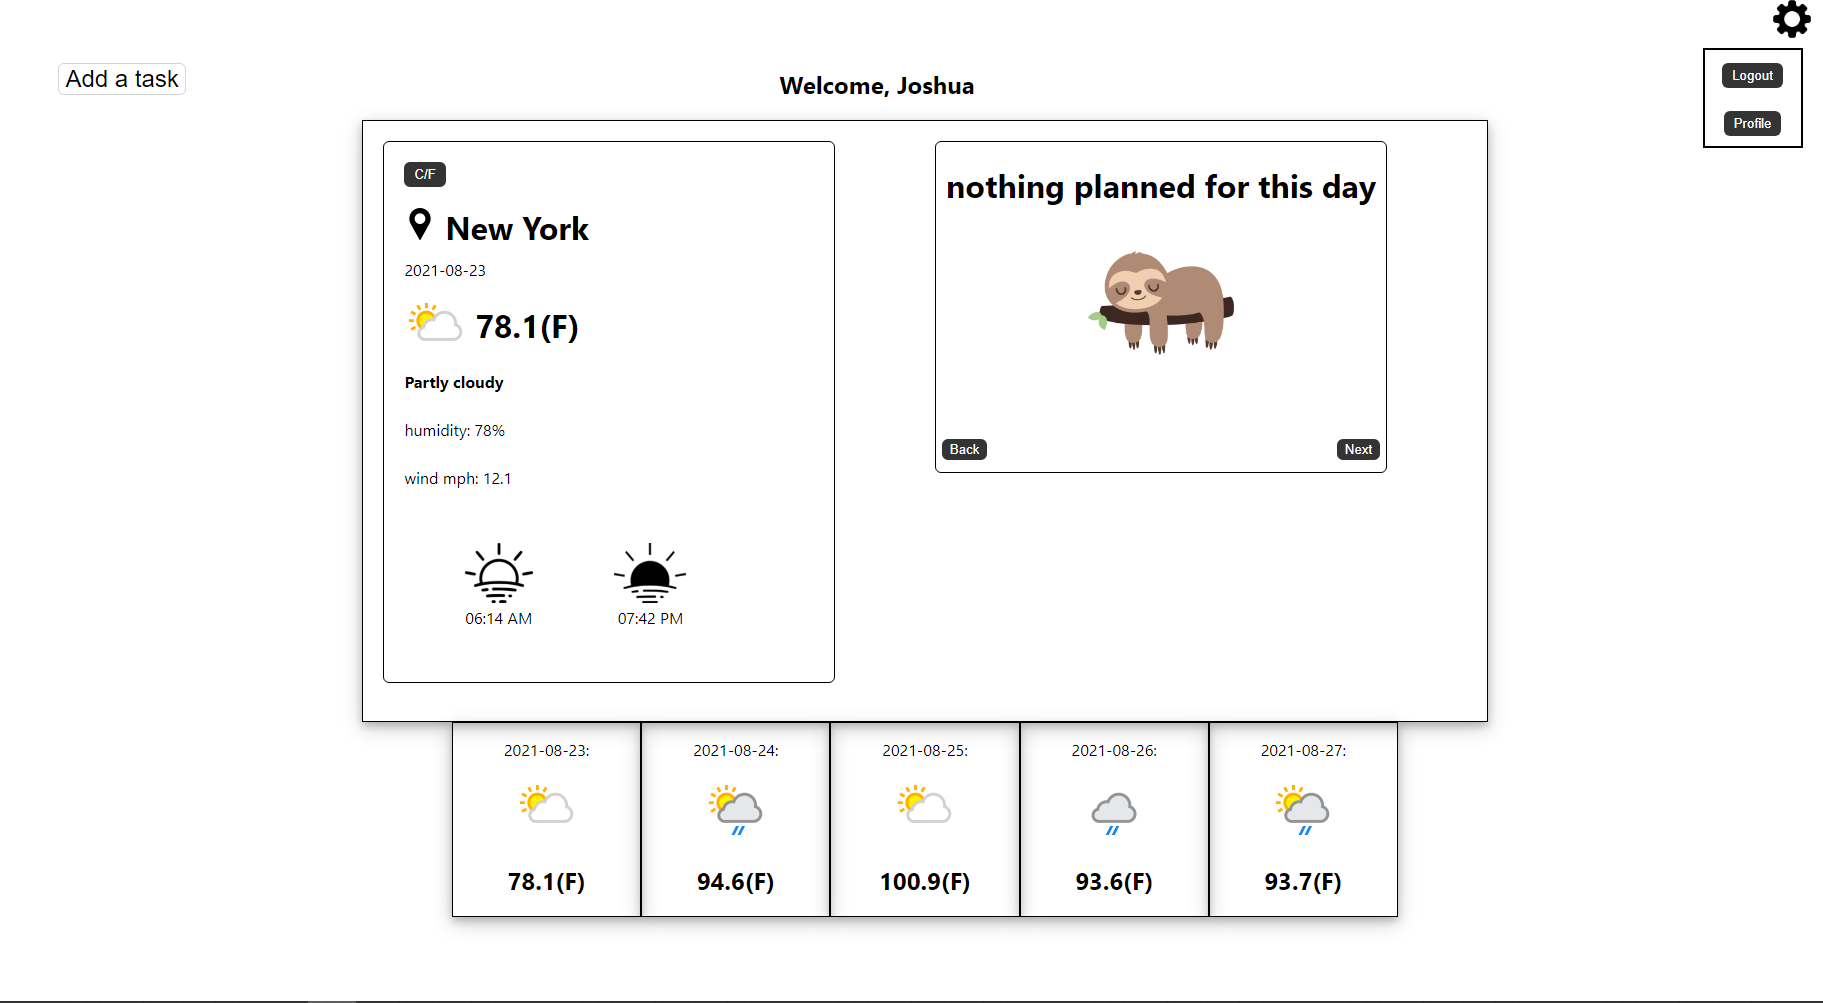 Add a task
Welcome, Joshua
Logout
Profile
C/F
New York
2021-08-23
78.1(F)
Partly cloudy
humidity: 78%
wind mph: 12.1
06:14 AM
07:42 PM
nothing planned for this day
Back
Next
2021-08-23:
78.1(F)
2021-08-24:
94.6(F)
2021-08-25:
100.9(F)
2021-08-26:
93.6(F)
2021-08-27:
93.7(F)